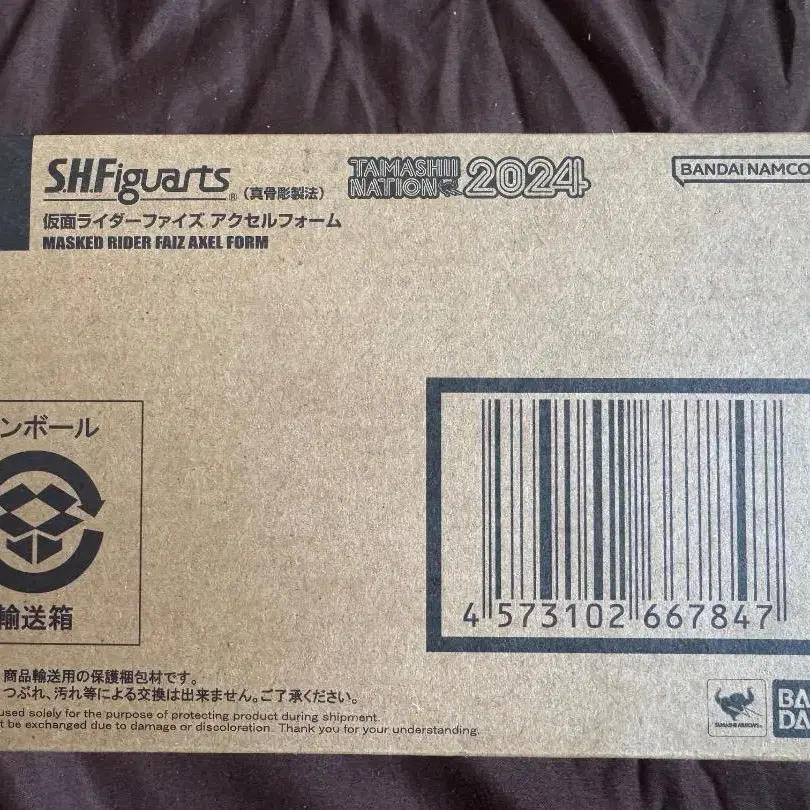 S.H.Figuarts® (真骨彫製法)
TAMASHII NATION 2024
BANDAI NAMCO
仮面ライダーファイズ アクセルフォーム
MASKED RIDER FAIZ AXEL FORM
ンボール
輸送箱
4 573102 667847
商品輸送用の保護梱包材です。
つぶれ、汚れ等による交換は出来ません。ご了承ください。
used solely for the purpose of protecting product during shipment.
t be exchanged due to damage or discoloration. Thank you for your understanding.
TAMASHII NATIONS
BA
DA